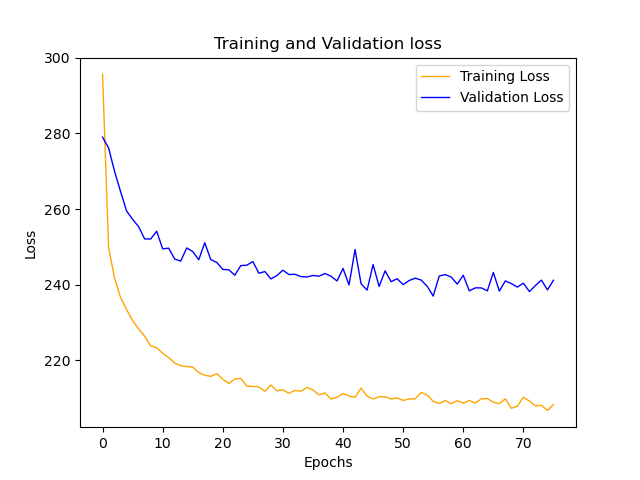 Training and Validation loss
300
280
260
240
220
Loss
Training Loss
Validation Loss
0 10 20 30 40 50 60 70
Epochs